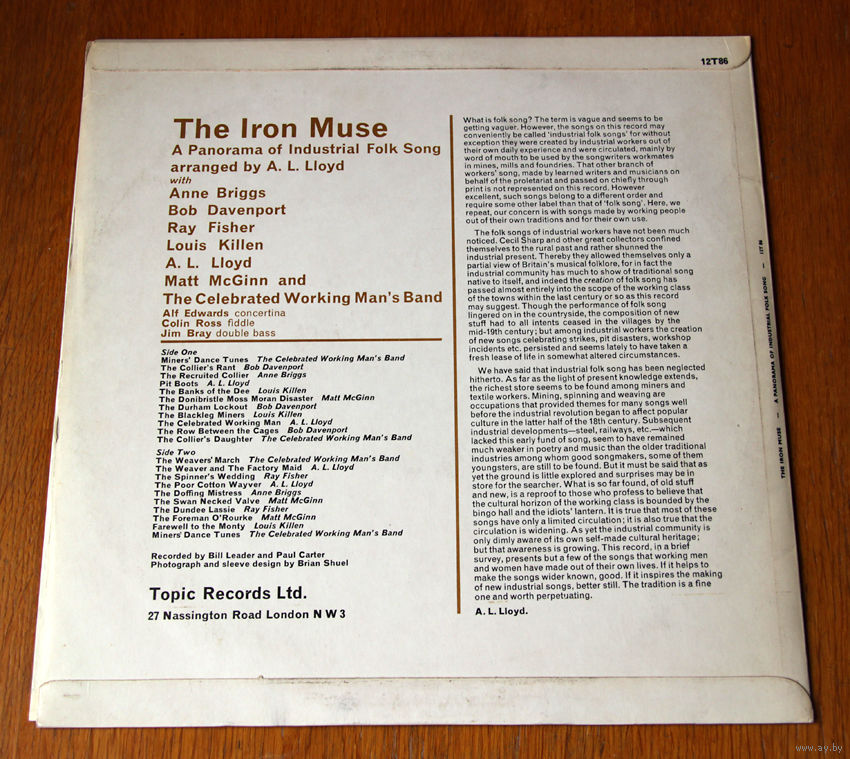 12T86
The Iron Muse
A Panorama of Industrial Folk Song
arranged by A. L. Lloyd
with
Anne Briggs
Bob Davenport
Ray Fisher
Louis Killen
A. L. Lloyd
Matt McGinn and
The Celebrated Working Man's Band
Alf Edwards concertina
Colin Ross fiddle
Jim Bray double bass
Side One
Miners' Dance Tunes The Celebrated Working Man's Band
The Collier's Rant Bob Davenport
The Recruited Collier Anne Briggs
Pit Boots A. L. Lloyd
The Banks of the Dee Louis Killen
The Donibristle Moss Moran Disaster Matt McGinn
The Durham Lockout Bob Davenport
The Blackleg Miners Louis Killen
The Celebrated Working Man A. L. Lloyd
The Row Between the Cages Bob Davenport
The Collier's Daughter The Celebrated Working Man's Band
Side Two
The Weavers' March The Celebrated Working Man's Band
The Weaver and The Factory Maid A. L. Lloyd
The Spinner's Wedding Ray Fisher
The Poor Cotton Wayver A. L. Lloyd
The Doffing Mistress Anne Briggs
The Swan Necked Valve Matt McGinn
The Dundee Lassie Ray Fisher
The Foreman O'Rourke Matt McGinn
Farewell to the Monty Louis Killen
Miners' Dance Tunes The Celebrated Working Man's Band
Recorded by Bill Leader and Paul Carter
Photograph and sleeve design by Brian Shuel
Topic Records Ltd.
27 Nassington Road London N W 3
What is folk song? The term is vague and seems to be
getting vaguer. However, the songs on this record may
conveniently be called 'industrial folk songs' for without
exception they were created by industrial workers out of
their own daily experience and were circulated, mainly by
word of mouth to be used by the songwriters workmates
in mines, mills and foundries. That other branch of
workers' song, made by learned writers and musicians on
behalf of the proletariat and passed on chiefly through
print is not represented on this record. However
excellent, such songs belong to a different order and
require some other label than that of 'folk song'. Here, we
repeat, our concern is with songs made by working people
out of their own traditions and for their own use.
The folk songs of industrial workers have not been much
noticed. Cecil Sharp and other great collectors confined
themselves to the rural past and rather shunned the
industrial present. Thereby they allowed themselves only a
partial view of Britain's musical folklore, for in fact the
industrial community has much to show of traditional song
native to itself, and indeed the creation of folk song has
passed almost entirely into the scope of the working class
of the towns within the last century or so as this record
may suggest. Though the performance of folk song
lingered on in the countryside, the composition of new
stuff had to all intents ceased in the villages by the
mid-19th century; but among industrial workers the creation
of new songs celebrating strikes, pit disasters, workshop
incidents etc. persisted and seems lately to have taken a
fresh lease of life in somewhat altered circumstances.
We have said that industrial folk song has been neglected
hitherto. As far as the light of present knowledge extends,
the richest store seems to be found among miners and
textile workers. Mining, spinning and weaving are
occupations that provided themes for many songs well
before the industrial revolution began to affect popular
culture in the latter half of the 18th century. Subsequent
industrial developments—steel, railways, etc.—which
lacked this early fund of song, seem to have remained
much weaker in poetry and music than the older traditional
industries among whom good songmakers, some of them
youngsters, are still to be found. But it must be said that as
yet the ground is little explored and surprises may be in
store for the searcher. What is so far found, of old stuff
and new, is a reproof to those who profess to believe that
the cultural horizon of the working class is bounded by the
bingo hall and the idiots' lantern. It is true that most of these
songs have only a limited circulation; it is also true that the
circulation is widening. As yet the industrial community is
only dimly aware of its own self-made cultural heritage;
but that awareness is growing. This record, in a brief
survey, presents but a few of the songs that working men
and women have made out of their own lives. If it helps to
make the songs wider known, good. If it inspires the making
of new industrial songs, better still. The tradition is a fine
one and worth perpetuating.
A. L. Lloyd.
THE IRON MUSE — A PANORAMA OF INDUSTRIAL FOLK SONG — 12T 86
www.ay.by